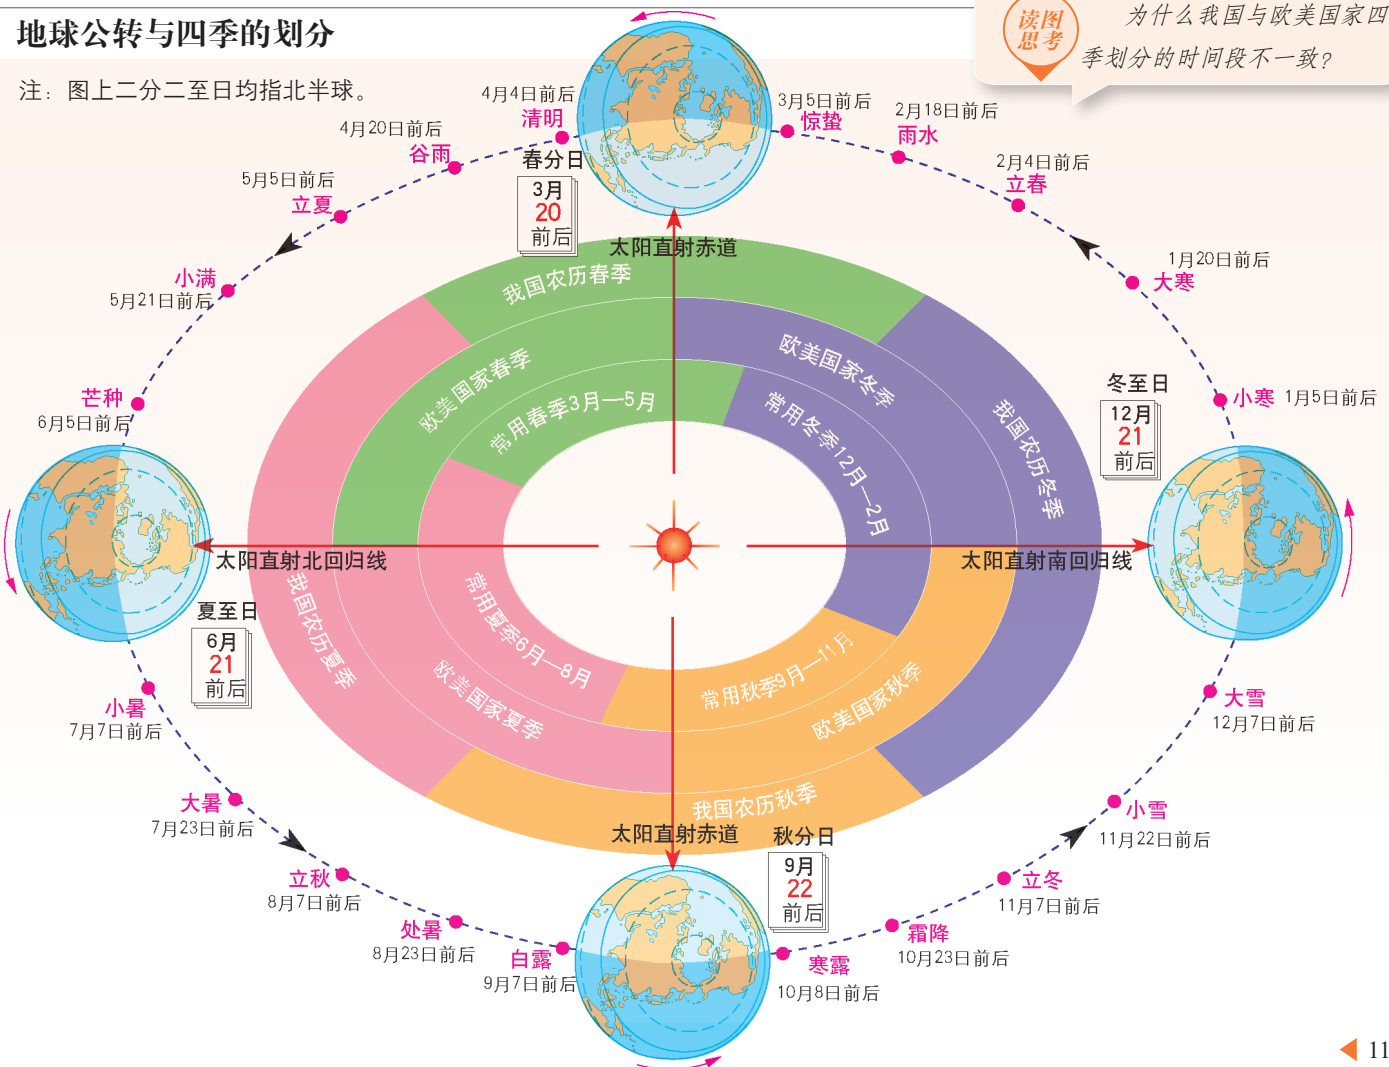 地球公转与四季的划分
注：图上二分二至日均指北半球。
读图
思考
为什么我国与欧美国家四
季划分的时间段不一致？
4月4日前后
清明
3月5日前后
惊蛰
2月18日前后
雨水
4月20日前后
谷雨
春分日
3月
20
前后
2月4日前后
立春
5月5日前后
立夏
太阳直射赤道
1月20日前后
大寒
小满
5月21日前后
我国农历春季
欧美国家春季
欧美国家冬季
常用春季3月—5月
常用冬季12月—2月
我国农历冬季
芒种
6月5日前后
冬至日
12月
21
前后
小寒 1月5日前后
太阳直射北回归线
太阳直射南回归线
夏至日
6月
21
前后
我国农历夏季
常用夏季6月—8月
欧美国家夏季
常用秋季9月—11月
欧美国家秋季
我国农历秋季
小暑
7月7日前后
大雪
12月7日前后
大暑
7月23日前后
小雪
11月22日前后
太阳直射赤道
秋分日
9月
22
前后
立秋
8月7日前后
立冬
11月7日前后
处暑
8月23日前后
霜降
10月23日前后
白露
9月7日前后
寒露
10月8日前后
11